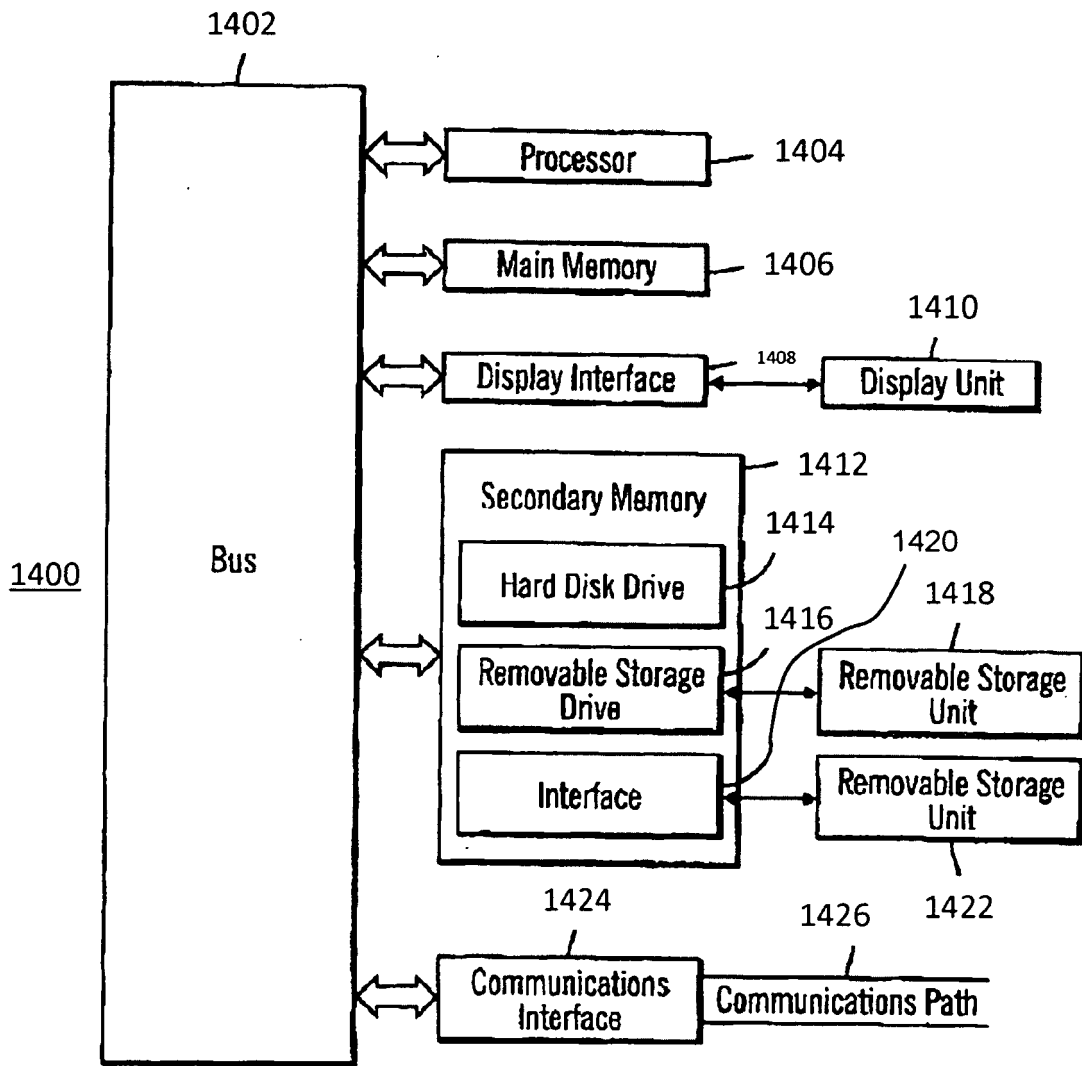 1402
Processor
1404
Main Memory
1406
1410
Display Interface
1408
Display Unit
1412
Secondary Memory
1414
1420
1400
Bus
Hard Disk Drive
1416
1418
Removable Storage
Drive
Removable Storage
Unit
Interface
Removable Storage
Unit
1424
1422
1426
Communications
Interface
Communications Path